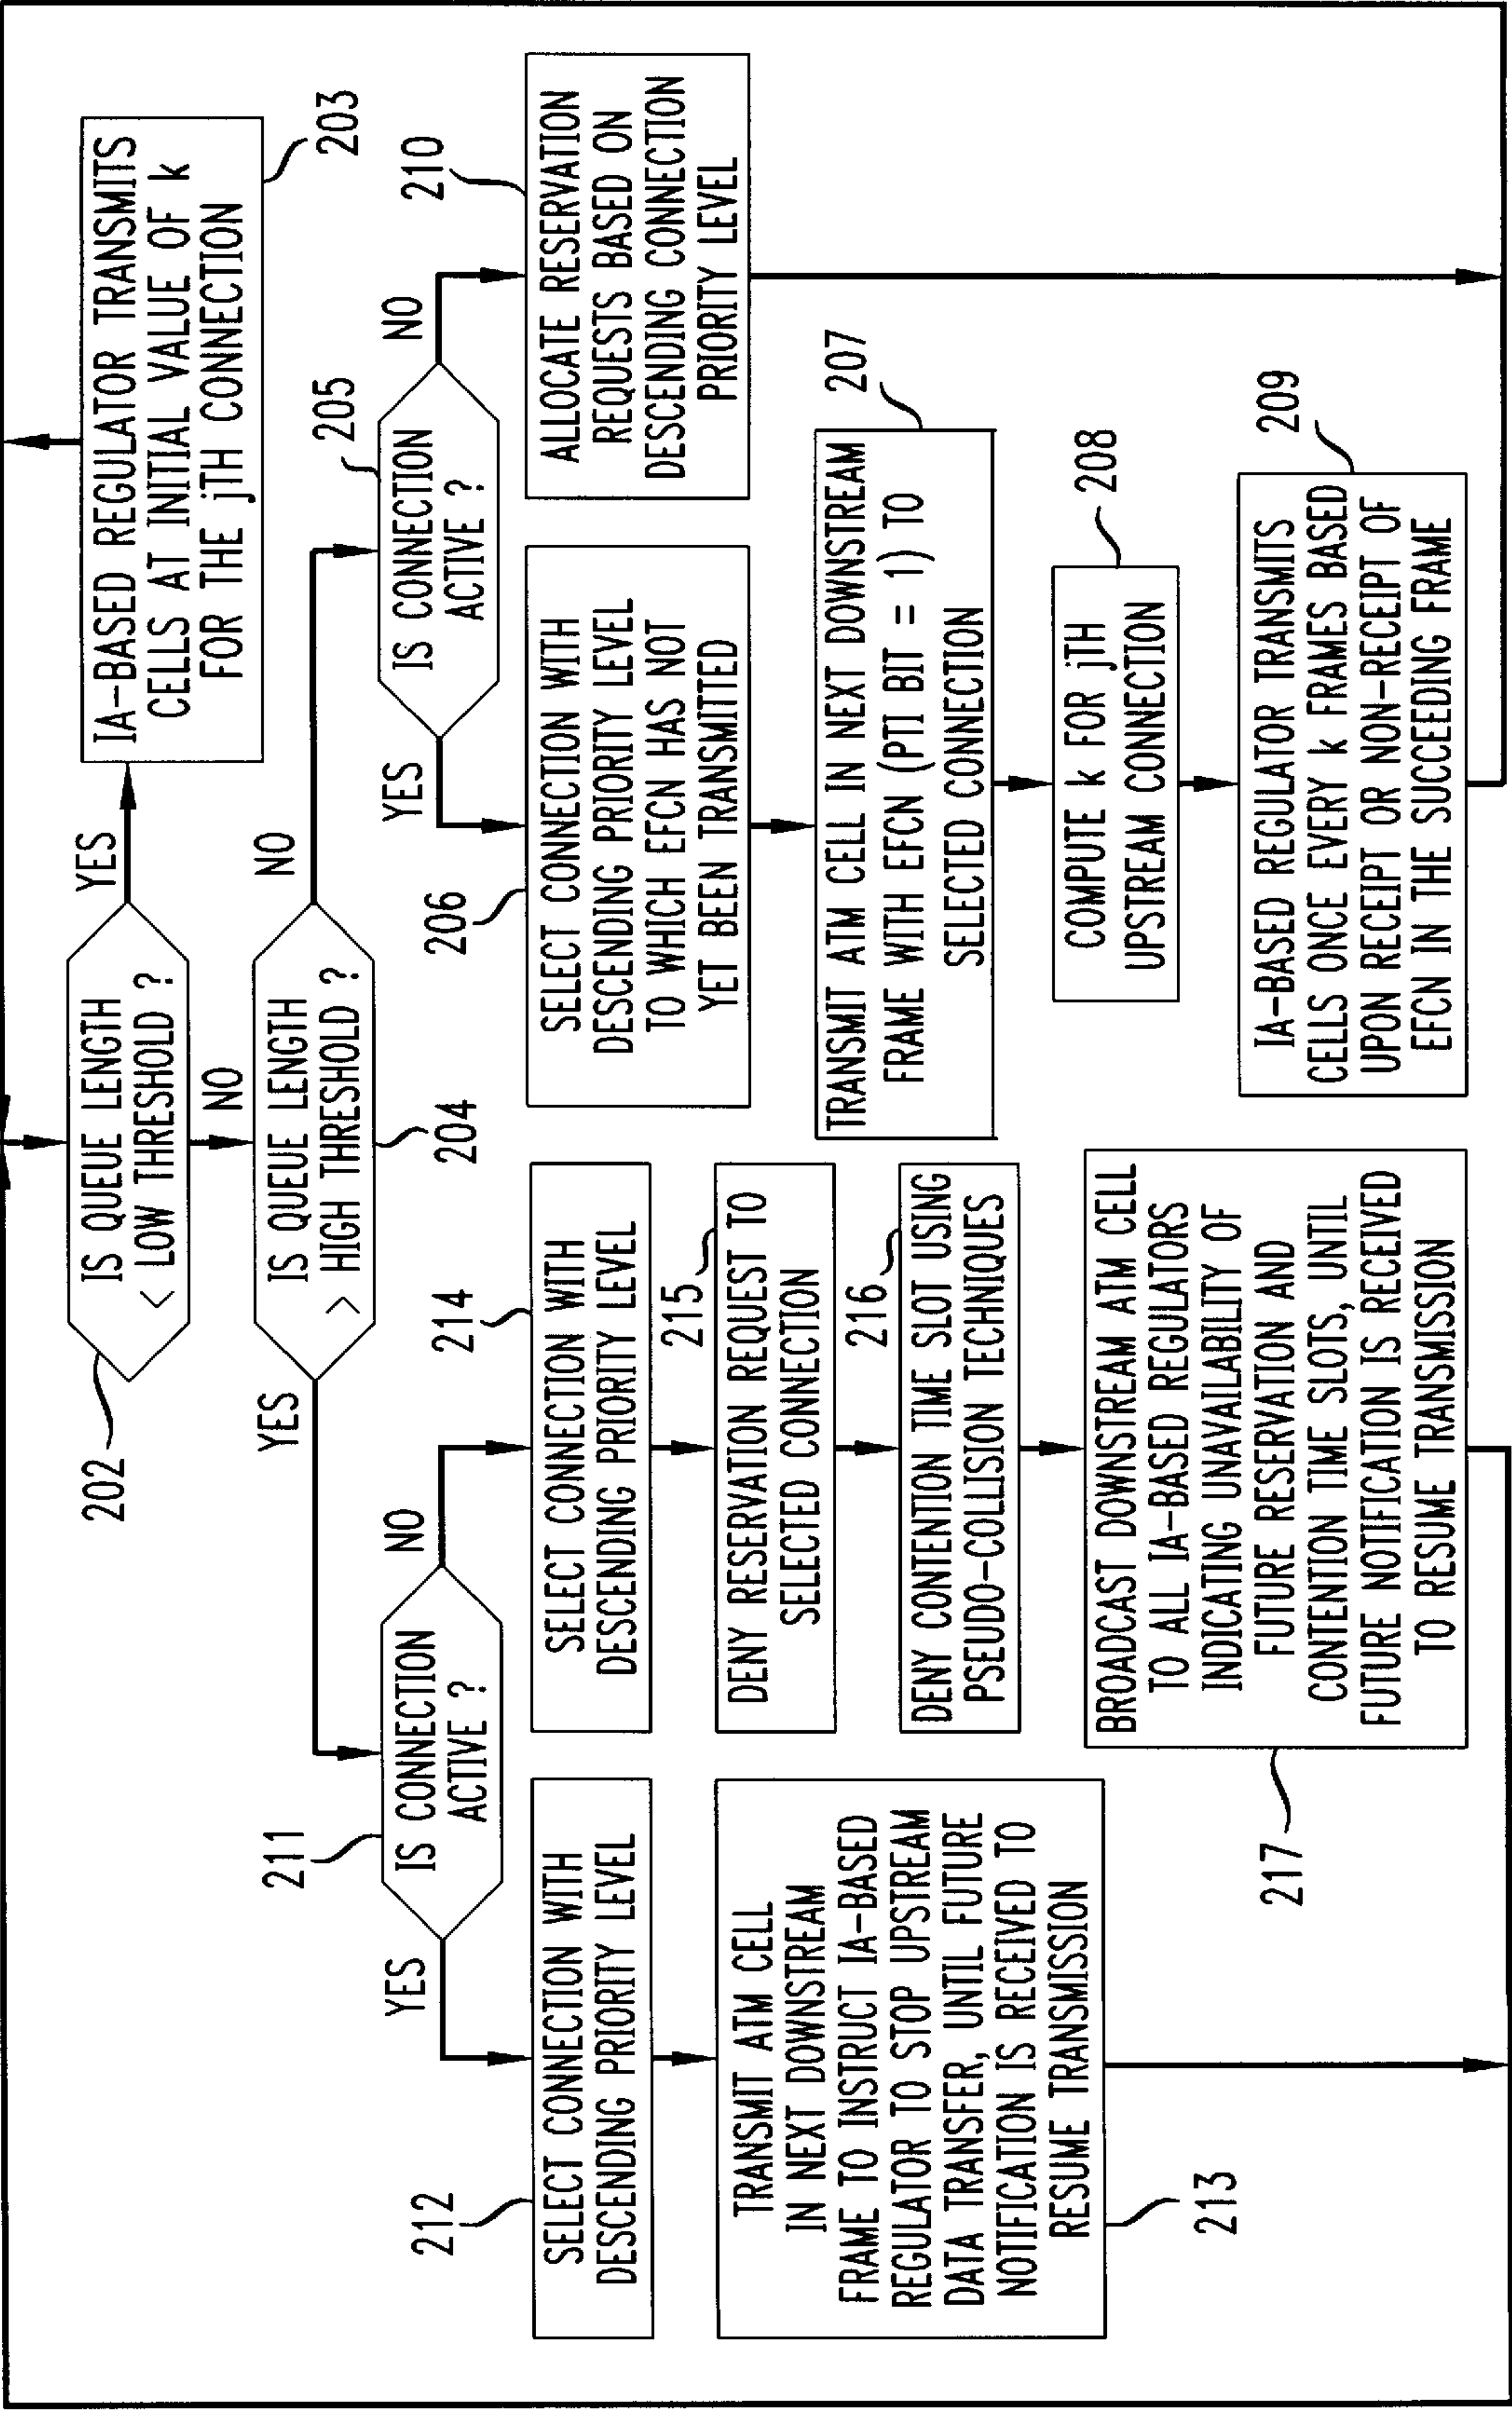 202
IS QUEUE LENGTH
< LOW THRESHOLD ?
YES
NO
IA-BASED REGULATOR TRANSMITS
CELLS AT INITIAL VALUE OF k
FOR THE jTH CONNECTION
203
IS QUEUE LENGTH
> HIGH THRESHOLD ?
204
YES
NO
211
IS CONNECTION
ACTIVE ?
YES
NO
205
IS CONNECTION
ACTIVE ?
YES
NO
212
SELECT CONNECTION WITH
DESCENDING PRIORITY LEVEL
TRANSMIT ATM CELL
IN NEXT DOWNSTREAM
FRAME TO INSTRUCT IA-BASED
REGULATOR TO STOP UPSTREAM
DATA TRANSFER, UNTIL FUTURE
NOTIFICATION IS RECEIVED TO
RESUME TRANSMISSION
213
214
SELECT CONNECTION WITH
DESCENDING PRIORITY LEVEL
215
DENY RESERVATION REQUEST TO
SELECTED CONNECTION
216
DENY CONTENTION TIME SLOT USING
PSEUDO-COLLISION TECHNIQUES
BROADCAST DOWNSTREAM ATM CELL
TO ALL IA-BASED REGULATORS
INDICATING UNAVAILABILITY OF
FUTURE RESERVATION AND
CONTENTION TIME SLOTS, UNTIL
FUTURE NOTIFICATION IS RECEIVED
TO RESUME TRANSMISSION
217
206
SELECT CONNECTION WITH
DESCENDING PRIORITY LEVEL
TO WHICH EFCN HAS NOT
YET BEEN TRANSMITTED
TRANSMIT ATM CELL IN NEXT DOWNSTREAM
FRAME WITH EFCN (PTI BIT = 1) TO
SELECTED CONNECTION
207
COMPUTE k FOR jTH
UPSTREAM CONNECTION
208
IA-BASED REGULATOR TRANSMITS
CELLS ONCE EVERY k FRAMES BASED
UPON RECEIPT OR NON-RECEIPT OF
EFCN IN THE SUCCEEDING FRAME
209
210
ALLOCATE RESERVATION
REQUESTS BASED ON
DESCENDING CONNECTION
PRIORITY LEVEL